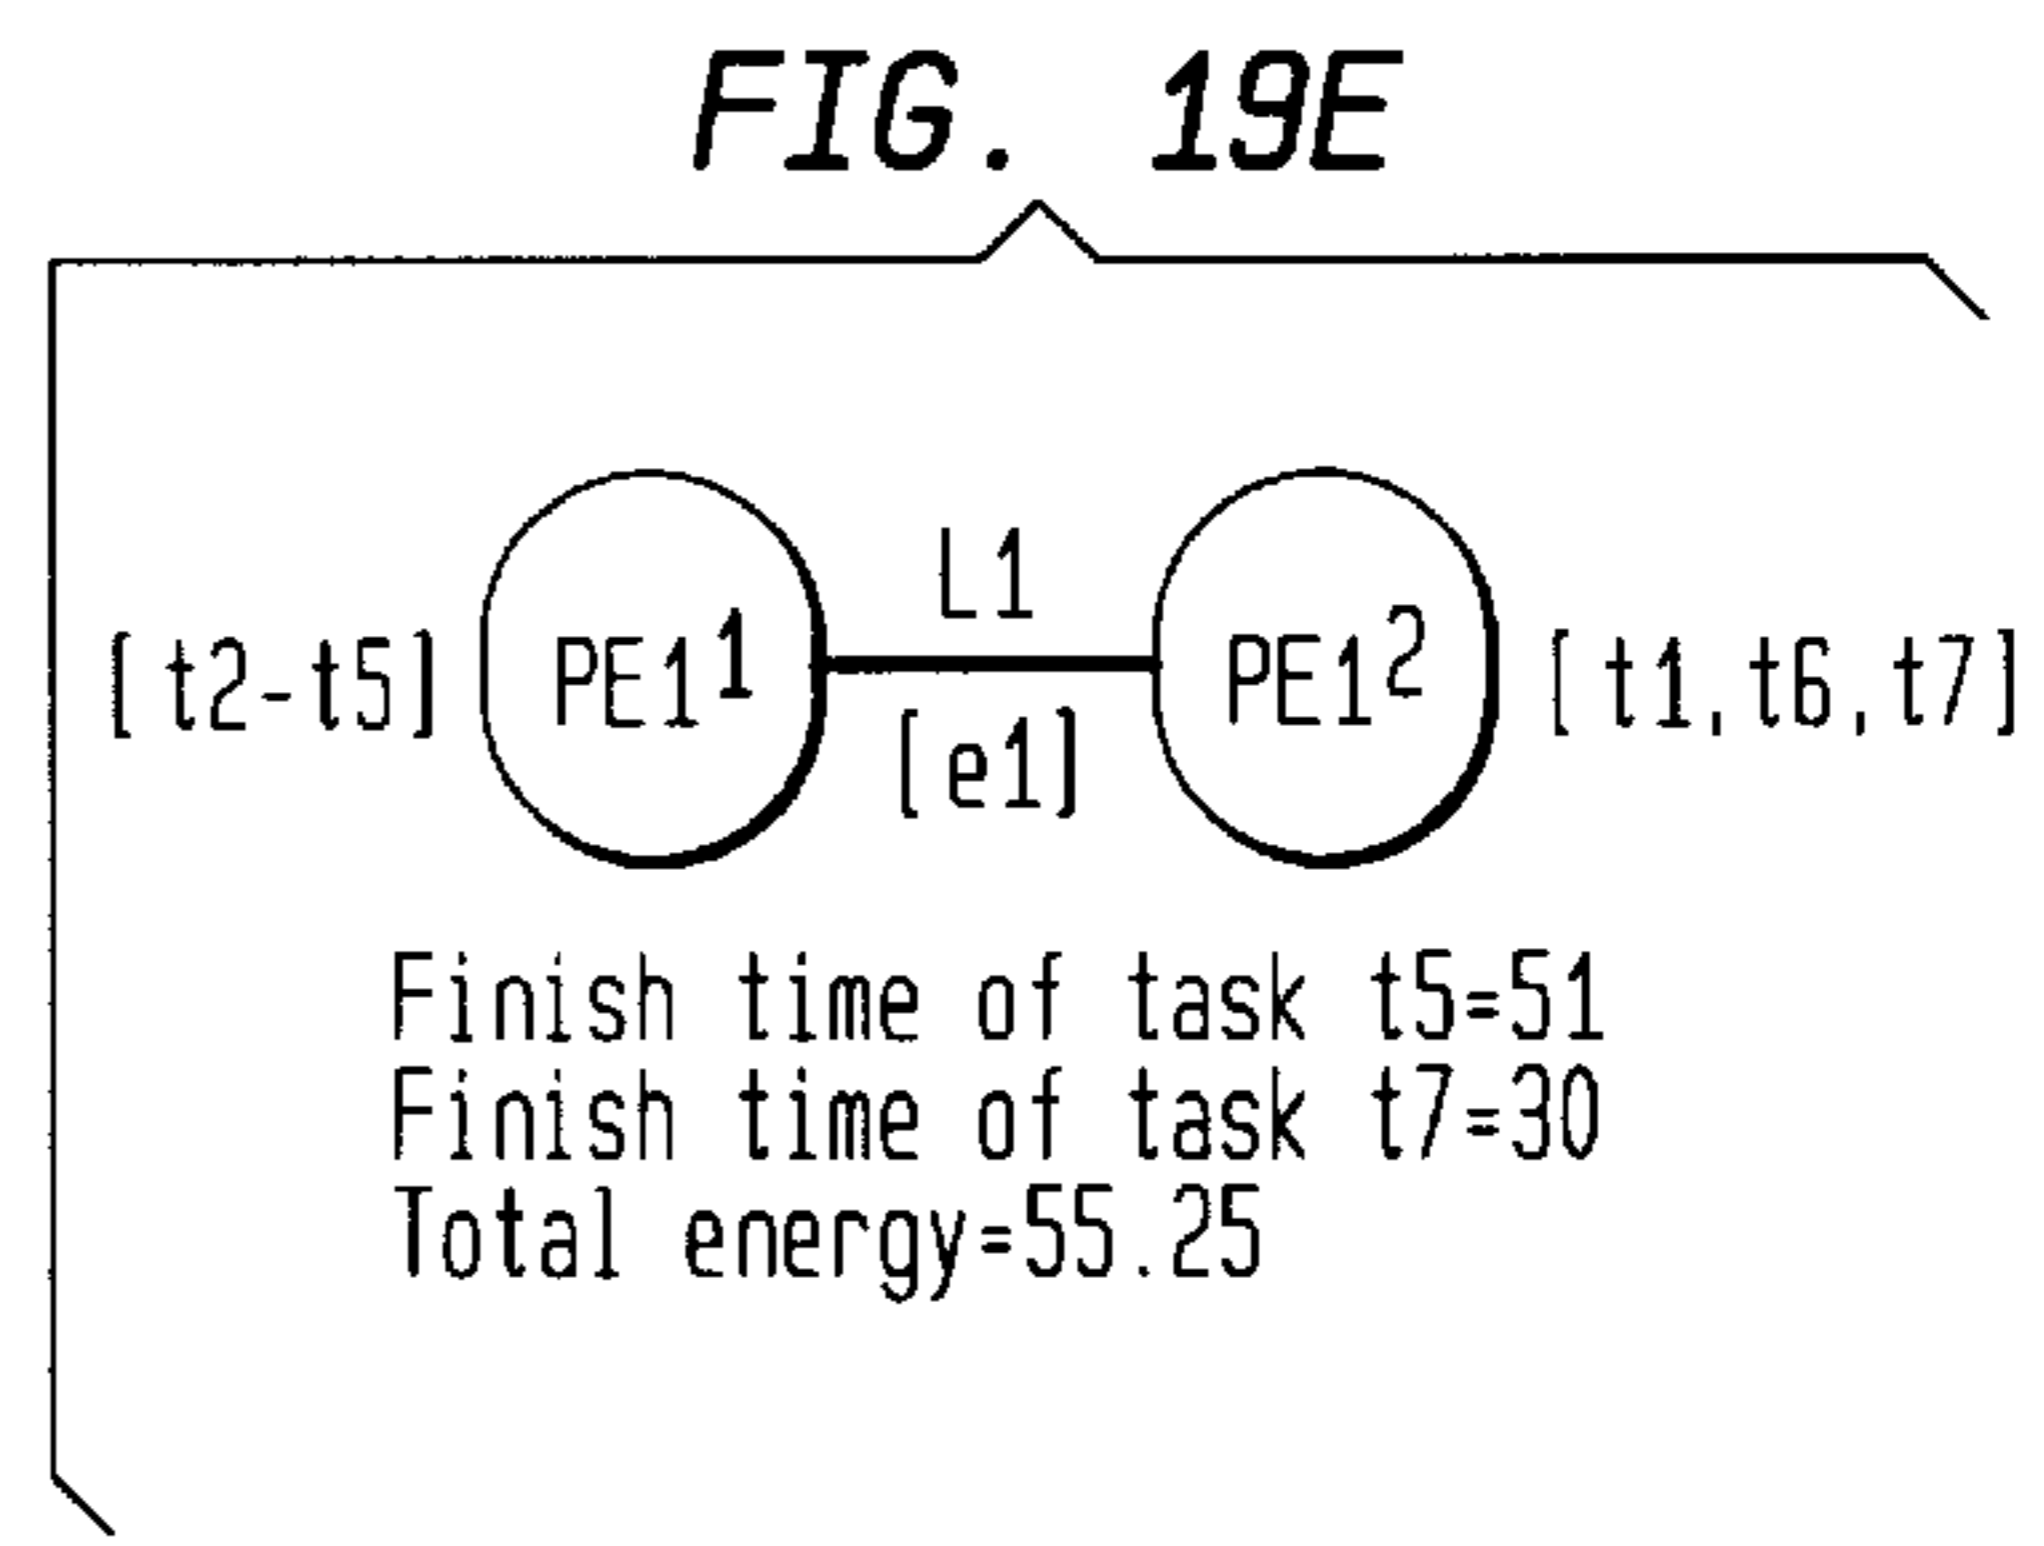 FIG. 19E
L1
[t2-t5] PE1¹ PE1² [t1,t6,t7]
[e1]
Finish time of task t5=51
Finish time of task t7=30
Total energy=55.25